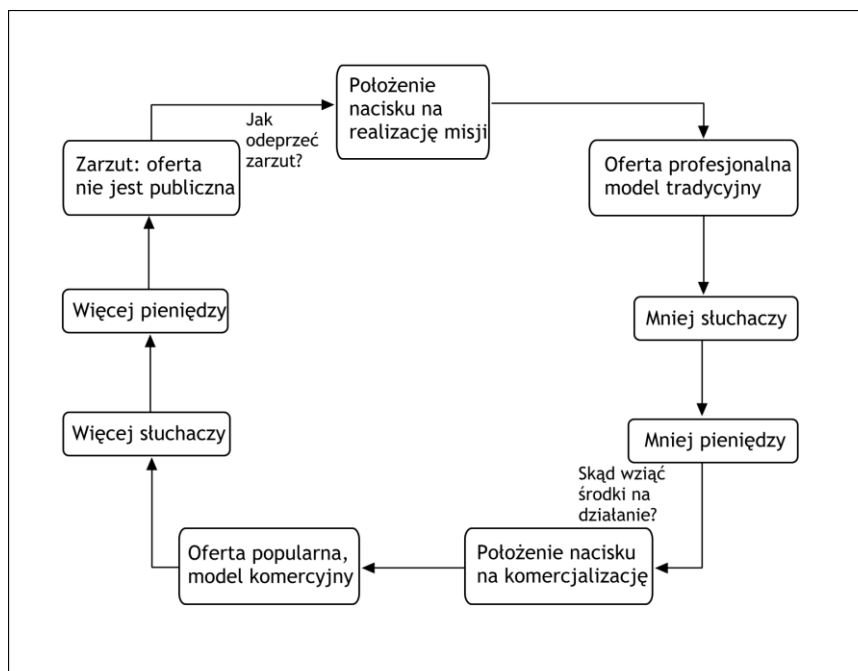 Położenie
nacisku na
realizację misji
Jak
odeprzeć
zarzut?
Zarzut: oferta
nie jest publiczna
Oferta profesjonalna
model tradycyjny
Więcej pieniędzy
Mniej słuchaczy
Więcej słuchaczy
Mniej pieniędzy
Skąd wziąć
środki na
działanie?
Oferta popularna,
model komercyjny
Położenie nacisku
na komercjalizację